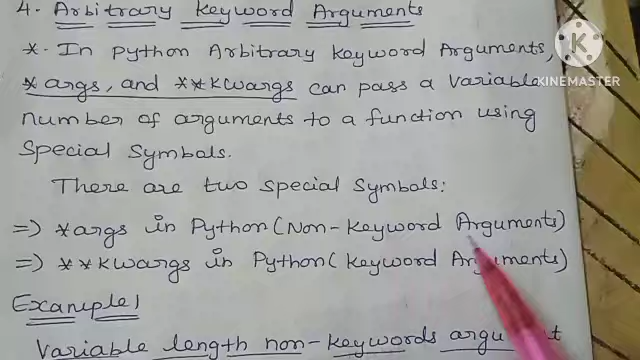 4. Arbitrary Keyword Arguments
*. In Python Arbitrary Keyword Arguments,
*args, and **kwargs can pass a variable
number of arguments to a function using
Special Symbols.
There are two special symbols:
=> *args in Python (Non-Keyword Arguments)
=> **kwargs in Python (Keyword Arguments)
Example 1
Variable length non-keywords argument
KINEMASTER